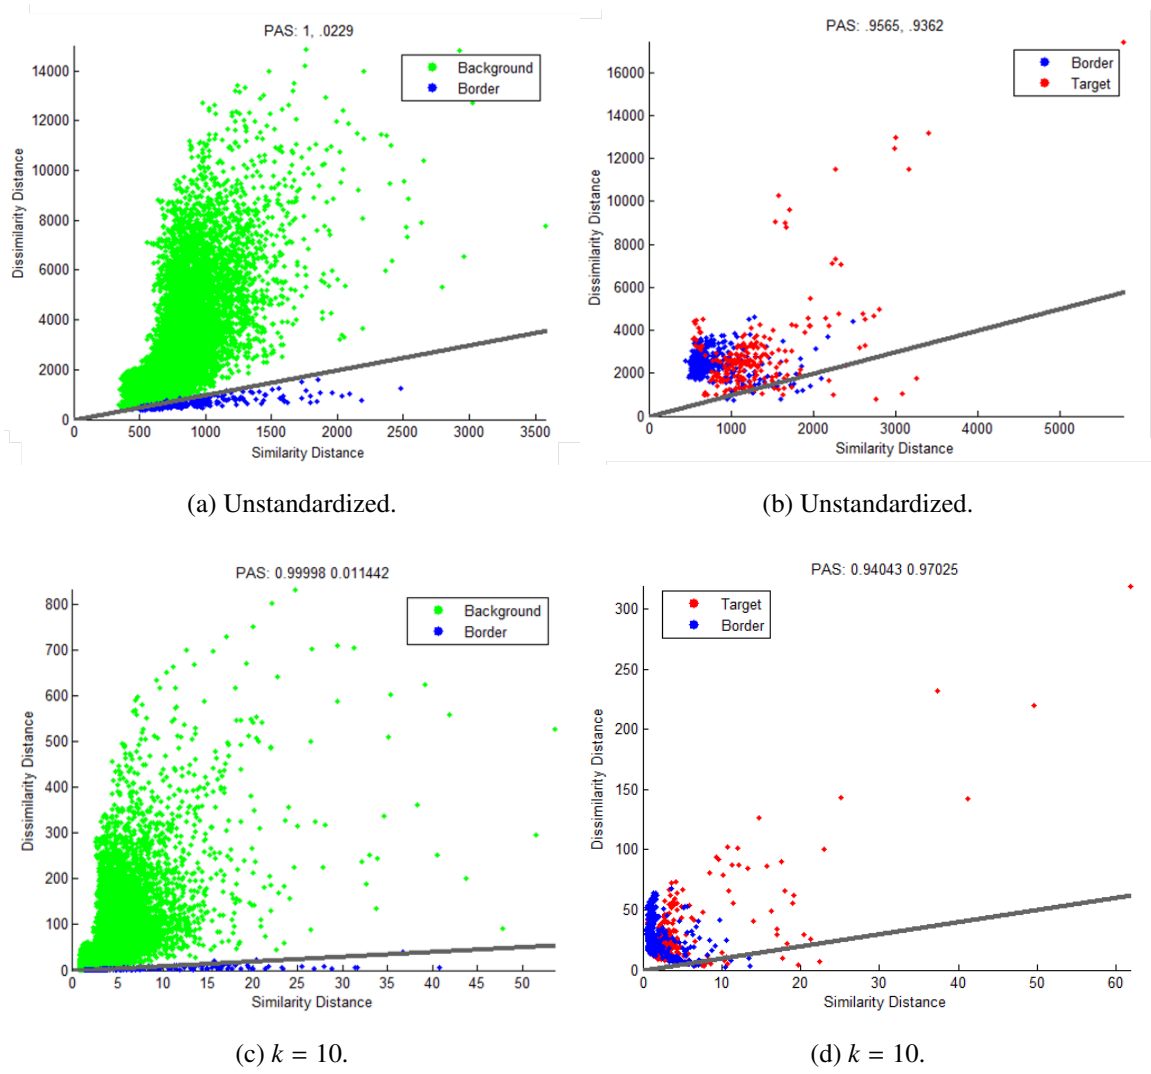 PAS: 1, .0229
Background
Border
14000
12000
10000
8000
6000
4000
2000
0
Dissimilarity Distance
0 500 1000 1500 2000 2500 3000 3500
Similarity Distance
(a) Unstandardized.
PAS: .9565, .9362
Border
Target
16000
14000
12000
10000
8000
6000
4000
2000
0
Dissimilarity Distance
0 1000 2000 3000 4000 5000
Similarity Distance
(b) Unstandardized.
PAS: 0.99998 0.011442
Background
Border
800
700
600
500
400
300
200
100
0
Dissimilarity Distance
0 5 10 15 20 25 30 35 40 45 50
Similarity Distance
(c) k = 10.
PAS: 0.94043 0.97025
Target
Border
300
250
200
150
100
50
0
Dissimilarity Distance
0 10 20 30 40 50 60
Similarity Distance
(d) k = 10.